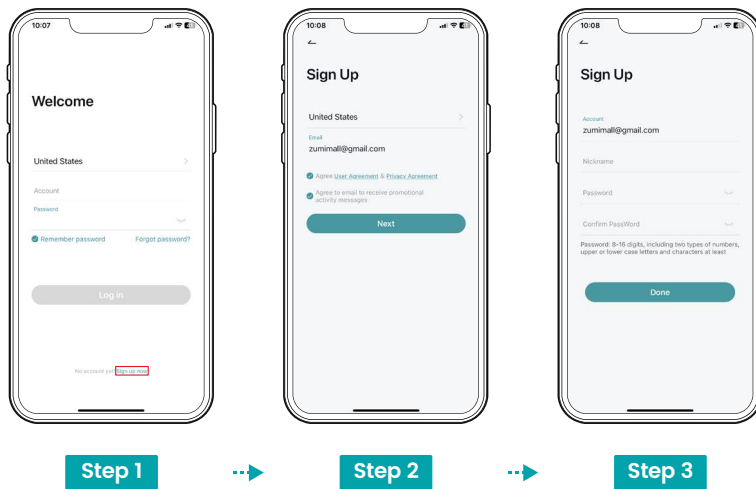 10:07
Welcome
United States
Account
Password
Remember password Forgot password?
Log in
No account yet? Sign up now
Step 1
10:08
Sign Up
United States
Email
zumimall@gmail.com
Agree User Agreement & Privacy Agreement
Agree to email to receive promotional
activity messages
Next
Step 2
10:08
Sign Up
Account
zumimall@gmail.com
Nickname
Password
Confirm PassWord
Password: 8-16 digits, including two types of numbers,
upper or lower case letters and characters at least
Done
Step 3